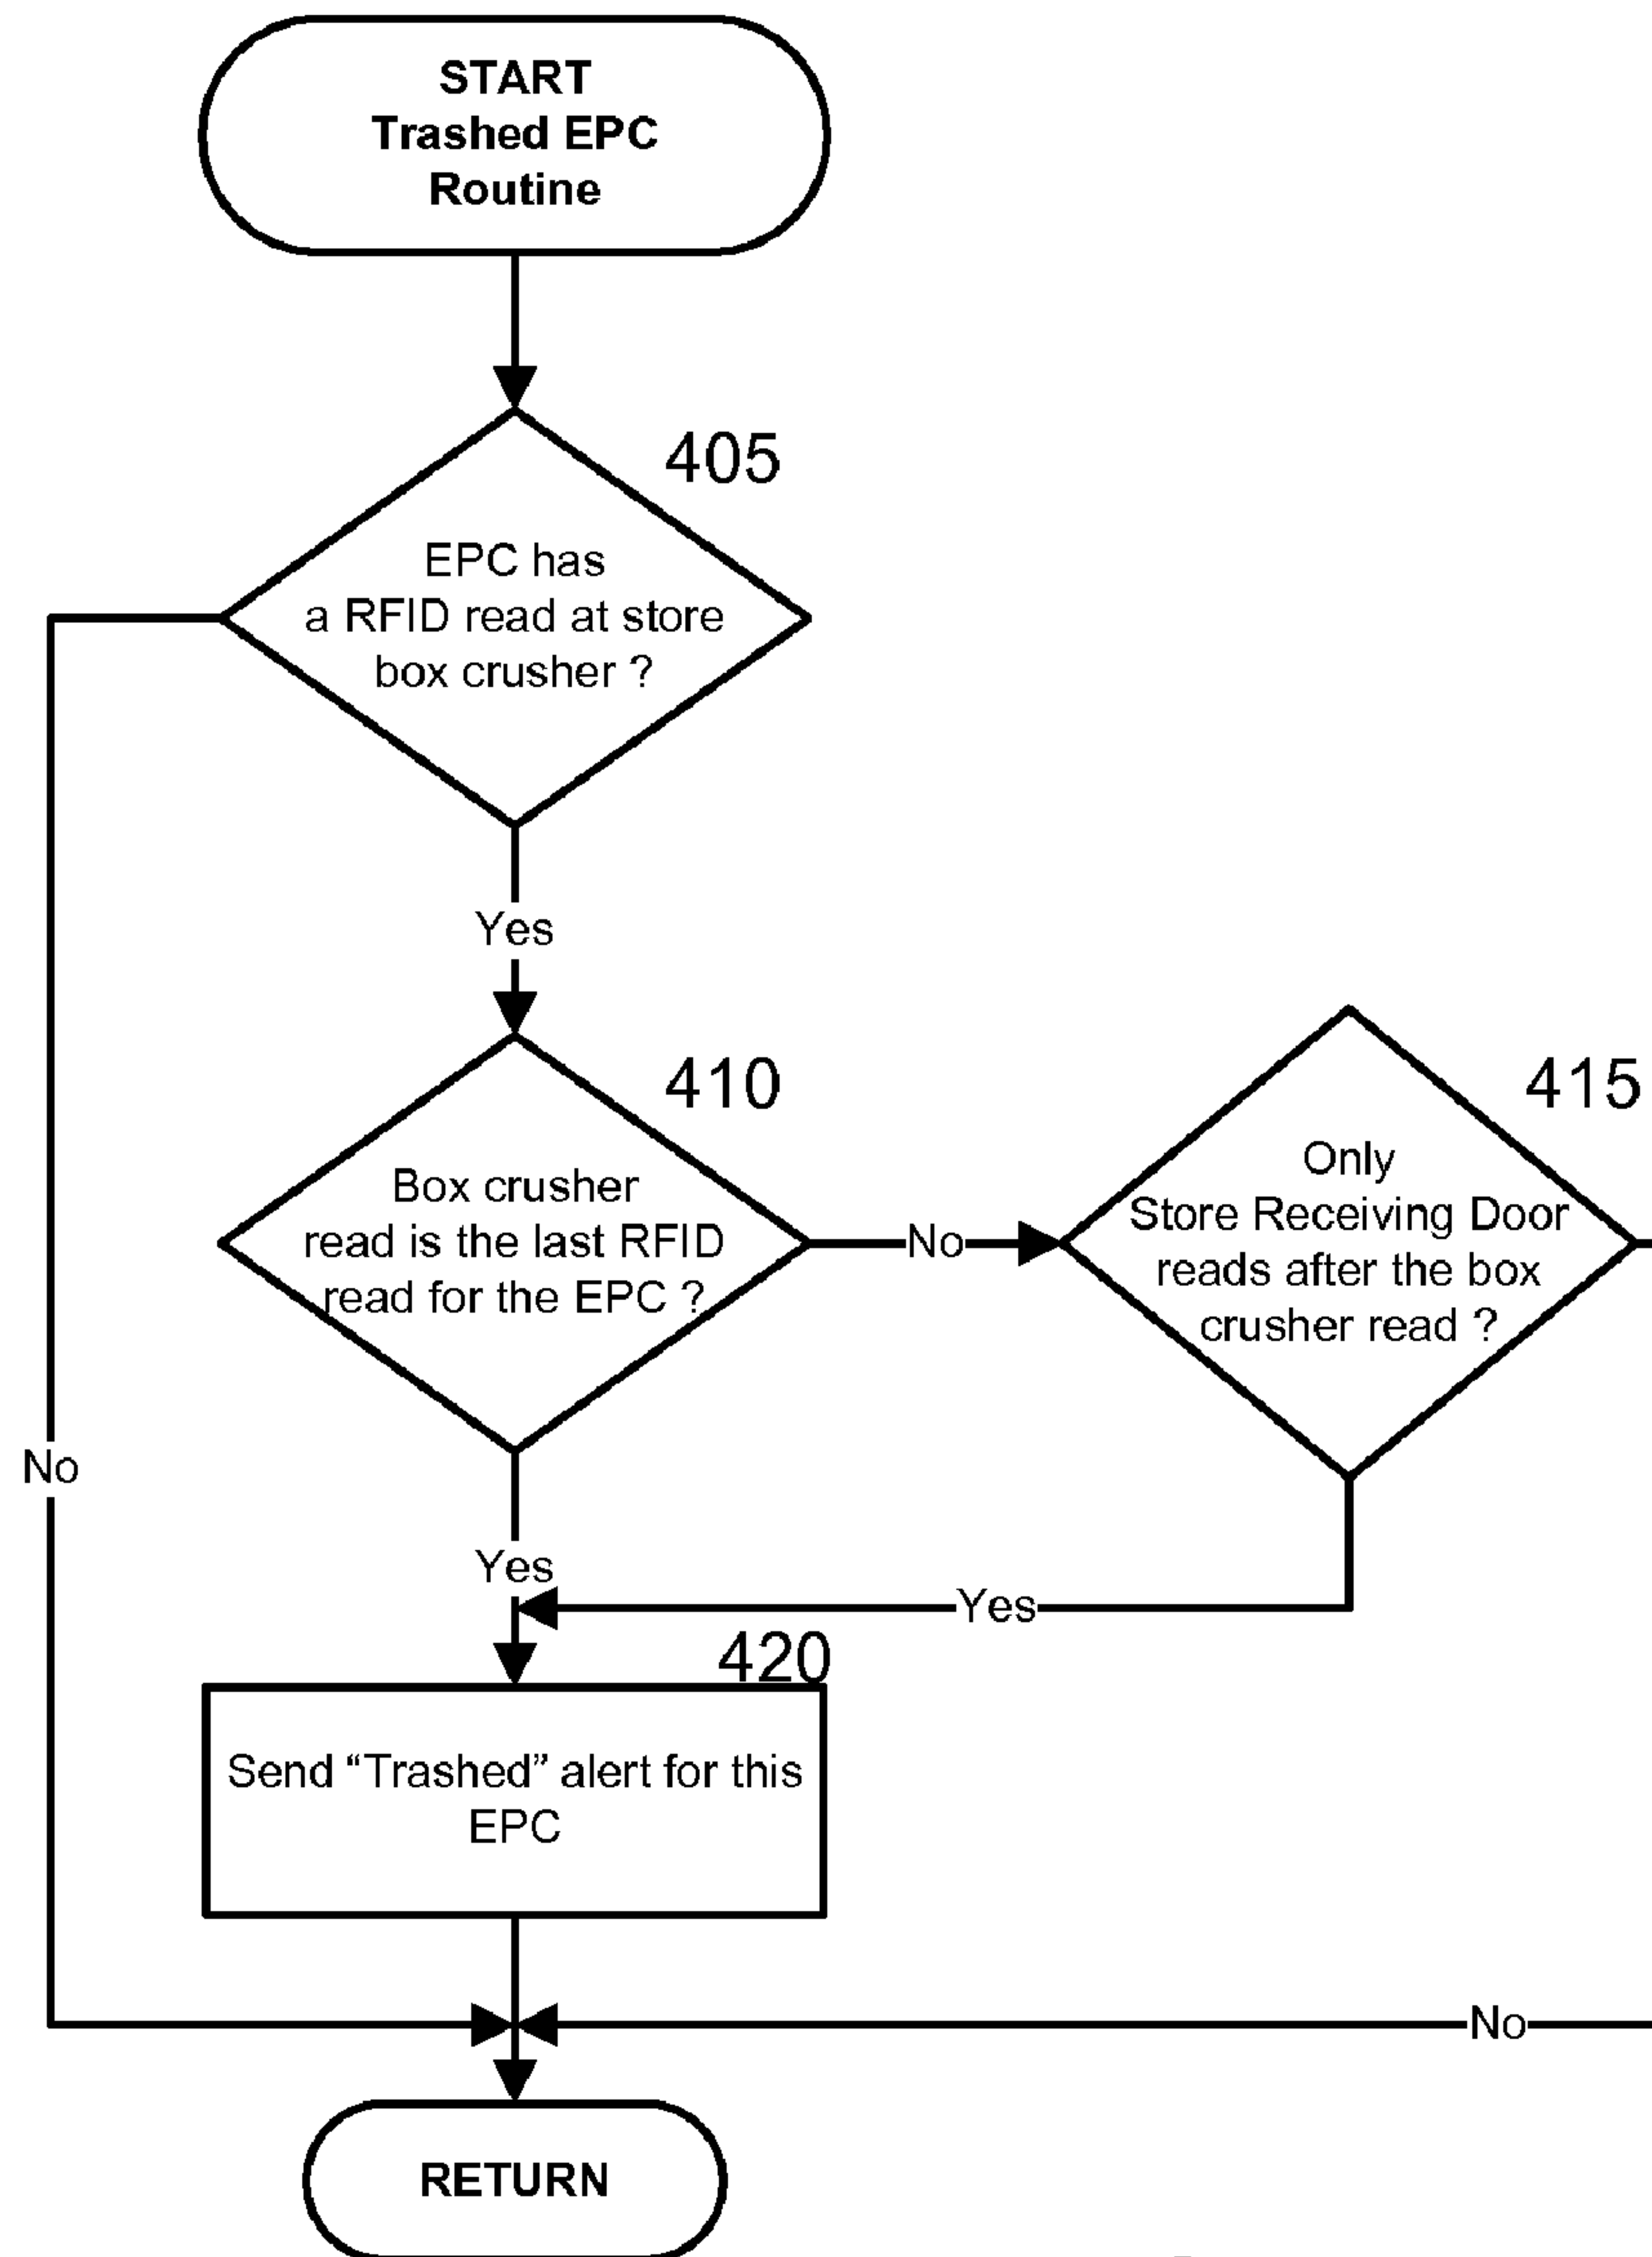 START
Trashed EPC
Routine
405
EPC has
a RFID read at store
box crusher ?
Yes
410
Box crusher
read is the last RFID
read for the EPC ?
No
415
Only
Store Receiving Door
reads after the box
crusher read ?
No
Yes
Yes
420
Send “Trashed” alert for this
EPC
No
RETURN